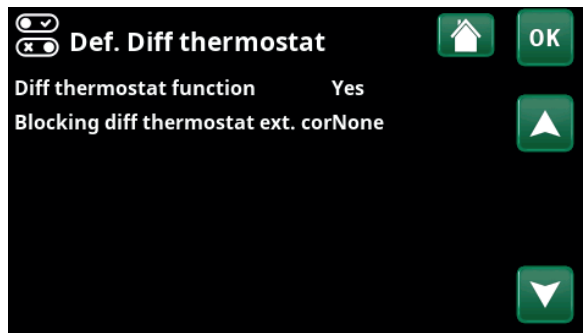 Def. Diff thermostat
OK
Diff thermostat function Yes
Blocking diff thermostat ext. corNone